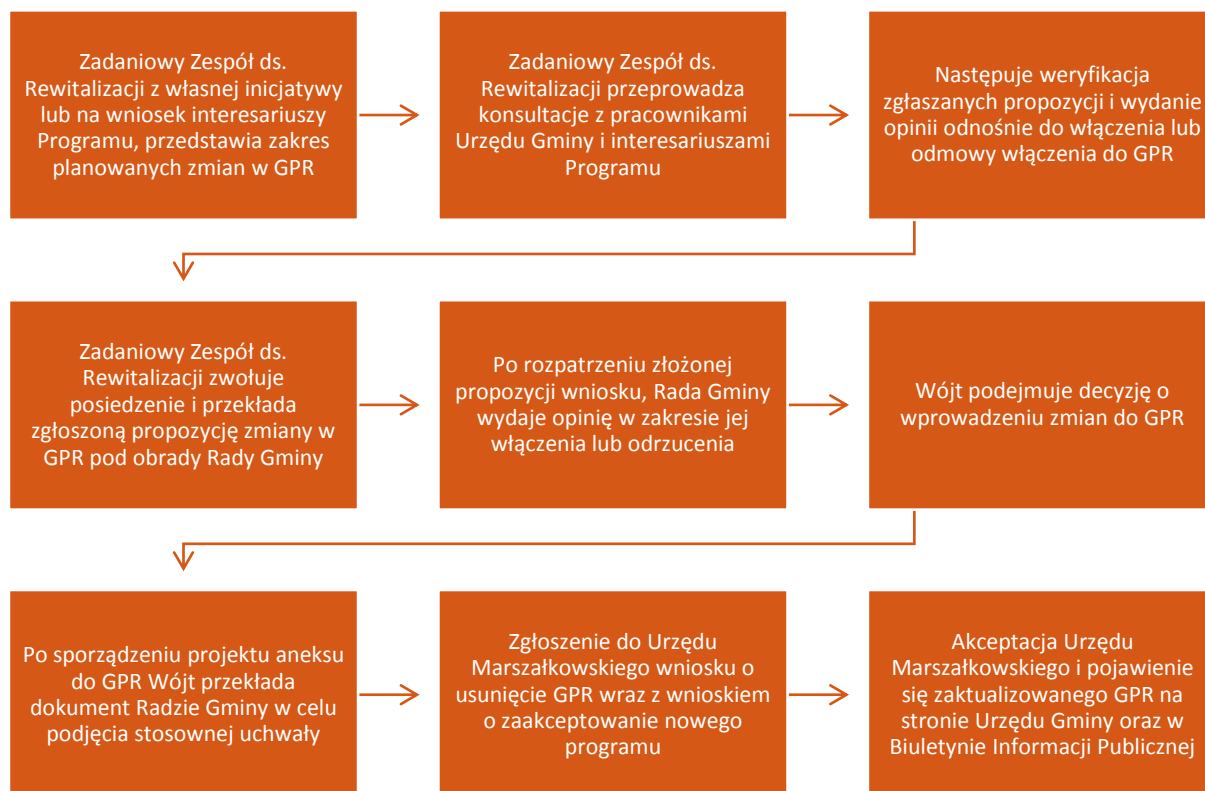 Zadaniowy Zespół ds.
Rewitalizacji z własnej inicjatywy
lub na wniosek interesariuszy
Programu, przedstawia zakres
planowanych zmian w GPR
Zadaniowy Zespół ds.
Rewitalizacji przeprowadza
konsultacje z pracownikami
Urzędu Gminy i interesariuszami
Programu
Następuje weryfikacja
zgłaszanych propozycji i wydanie
opinii odnośnie do włączenia lub
odmowy włączenia do GPR
Zadaniowy Zespół ds.
Rewitalizacji zwołuje
posiedzenie i przekłada
zgłoszoną propozycję zmiany w
GPR pod obrady Rady Gminy
Po rozpatrzeniu złożonej
propozycji wniosku, Rada Gminy
wydaje opinię w zakresie jej
włączenia lub odrzucenia
Wójt podejmuje decyzję o
wprowadzeniu zmian do GPR
Po sporządzeniu projektu aneksu
do GPR Wójt przekłada
dokument Radzie Gminy w celu
podjęcia stosownej uchwały
Zgłoszenie do Urzędu
Marszałkowskiego wniosku o
usunięcie GPR wraz z wnioskiem
o zaakceptowanie nowego
programu
Akceptacja Urzędu
Marszałkowskiego i pojawienie
się zaktualizowanego GPR na
stronie Urzędu Gminy oraz w
Biuletynie Informacji Publicznej